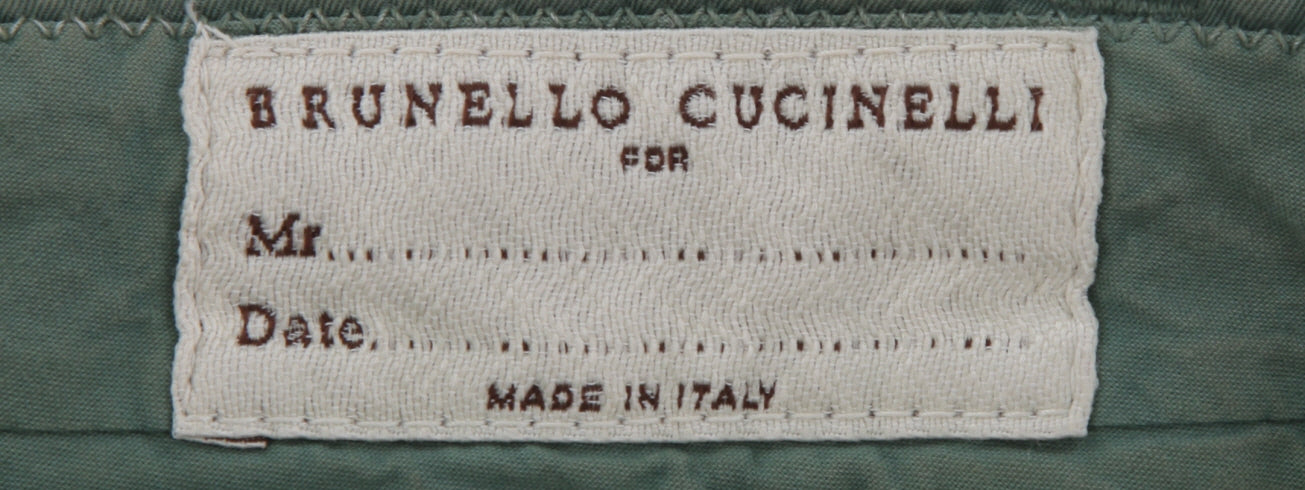 BRUNELLO CUCINELLI
FOR
Mr..............................................
Date..............................................
MADE IN ITALY